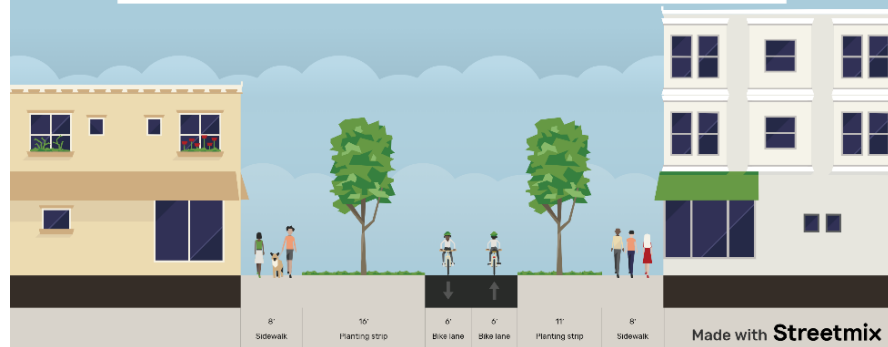 8' 16' 6' 6' 11' 8'
Sidewalk Planting strip Bike lane Bike lane Planting strip Sidewalk
Made with Streetmix